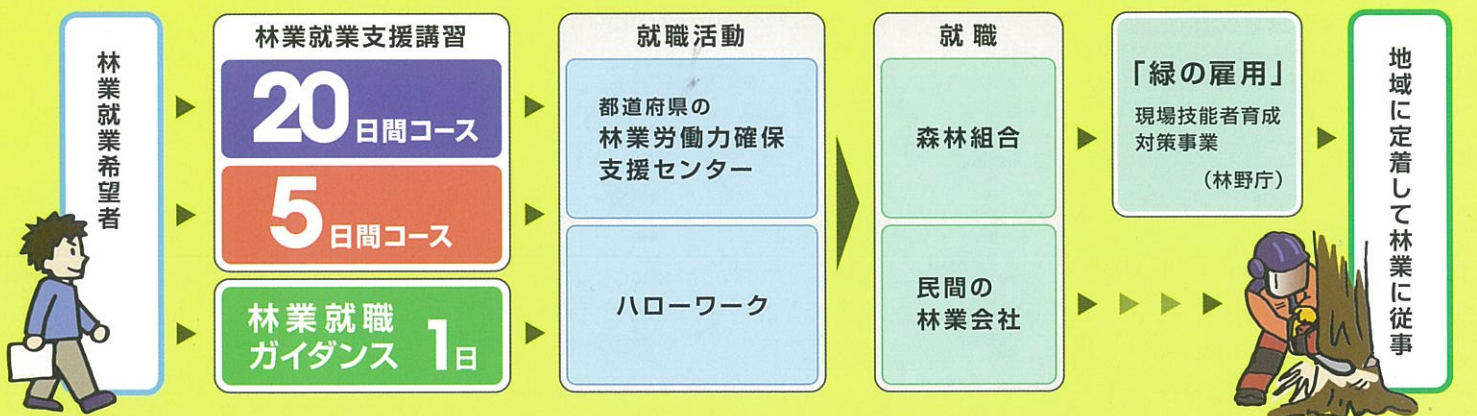 林業就業希望者
林業就業支援講習
20日間コース
5日間コース
林業就職
ガイダンス 1日
就職活動
都道府県の
林業労働力確保
支援センター
ハローワーク
就職
森林組合
民間の
林業会社
「緑の雇用」
現場技能者育成
対策事業
(林野庁)
地域に定着して林業に従事